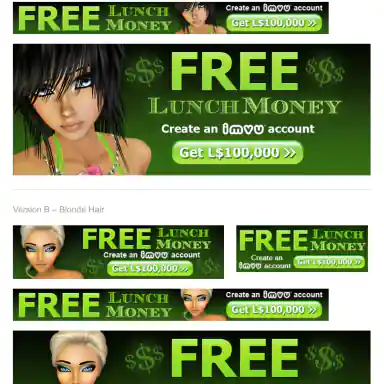 FREE LUNCH MONEY Create an imvu account
Get L$100,000 >>
$$$ FREE $$$
LUNCH MONEY
Create an imvu account
Get L$100,000 >>
Version B – Blonde Hair
FREE LUNCH MONEY
Create an imvu account
Get L$100,000 >>
FREE LUNCH MONEY
Create an imvu account
Get L$100,000 >>
FREE LUNCH MONEY Create an imvu account
Get L$100,000 >>
$$$ FREE $$$